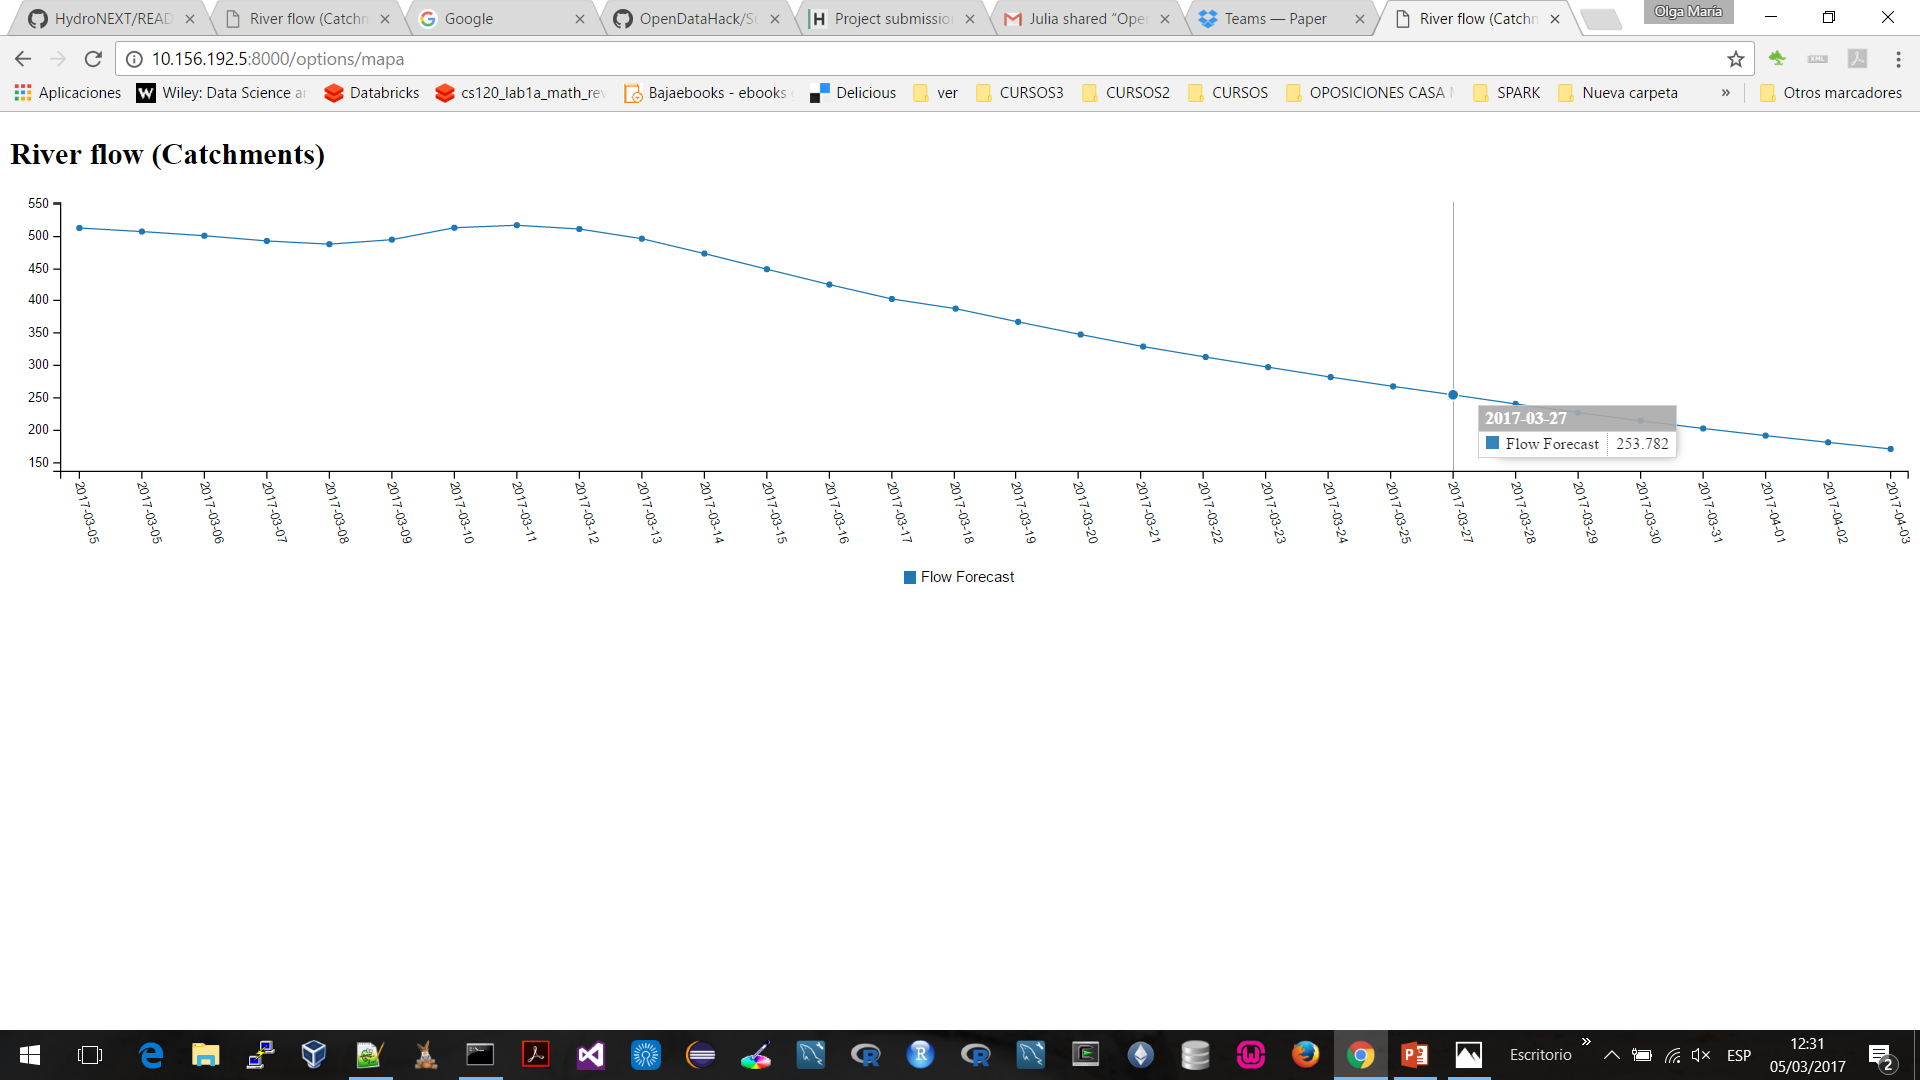 HydroNEXT/READ
River flow (Catchm
Google
OpenDataHack/Su
Project submission
Julia shared “Oper
Teams — Paper
River flow (Catchm
Olga María
10.156.192.5:8000/options/mapa
Aplicaciones
Wiley: Data Science an
Databricks
cs120_lab1a_math_rev
Bajaebooks - ebooks
Delicious
ver
CURSOS3
CURSOS2
CURSOS
OPOSICIONES CASA
SPARK
Nueva carpeta
»
Otros marcadores
River flow (Catchments)
550
500
450
400
350
300
250
200
150
2017-03-27
Flow Forecast 253.782
2017-03-05
2017-03-05
2017-03-06
2017-03-07
2017-03-08
2017-03-09
2017-03-10
2017-03-11
2017-03-12
2017-03-13
2017-03-14
2017-03-15
2017-03-16
2017-03-17
2017-03-18
2017-03-19
2017-03-20
2017-03-21
2017-03-22
2017-03-23
2017-03-24
2017-03-25
2017-03-27
2017-03-28
2017-03-29
2017-03-30
2017-03-31
2017-04-01
2017-04-02
2017-04-03
Flow Forecast
Escritorio
»
ESP
12:31
05/03/2017
2